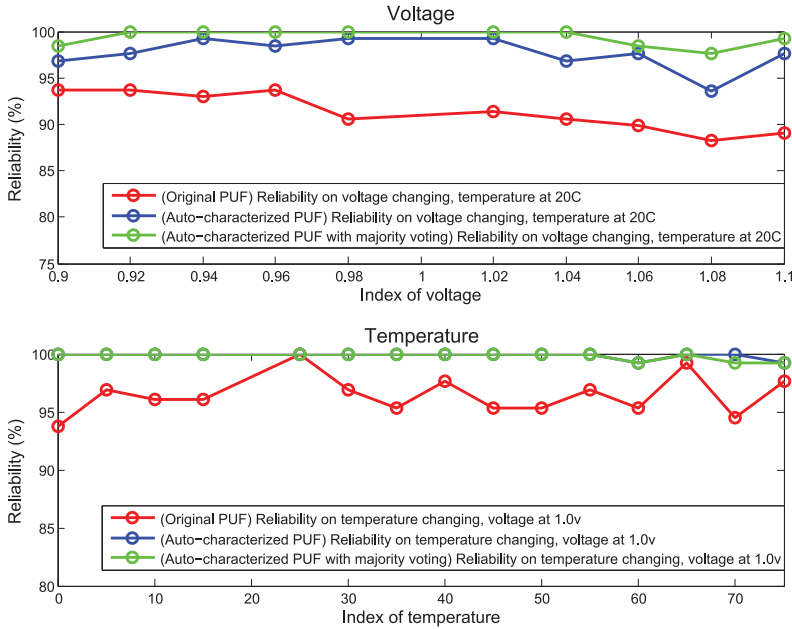 Voltage
100
95
90
85
80
75
Reliability (%)
(Original PUF) Reliability on voltage changing, temperature at 20C
(Auto−characterized PUF) Reliability on voltage changing, temperature at 20C
(Auto−characterized PUF with majority voting) Reliability on voltage changing, temperature at 20C
0.9 0.92 0.94 0.96 0.98 1 1.02 1.04 1.06 1.08 1.1
Index of voltage
Temperature
100
95
90
85
80
Reliability (%)
(Original PUF) Reliability on temperature changing, voltage at 1.0v
(Auto−characterized PUF) Reliability on temperature changing, voltage at 1.0v
(Auto−characterized PUF with majority voting) Reliability on temperature changing, voltage at 1.0v
0 10 20 30 40 50 60 70
Index of temperature